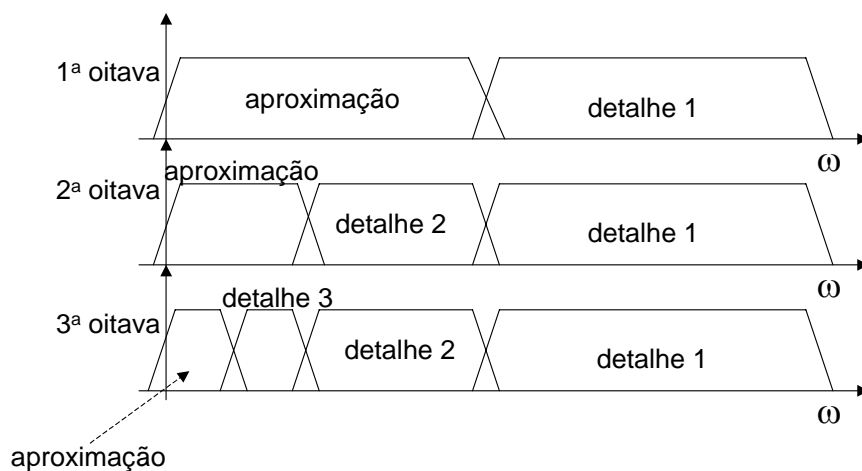 1ª oitava
aproximação
detalhe 1
ω
aproximação
2ª oitava
detalhe 2
detalhe 1
ω
detalhe 3
3ª oitava
detalhe 2
detalhe 1
ω
aproximação